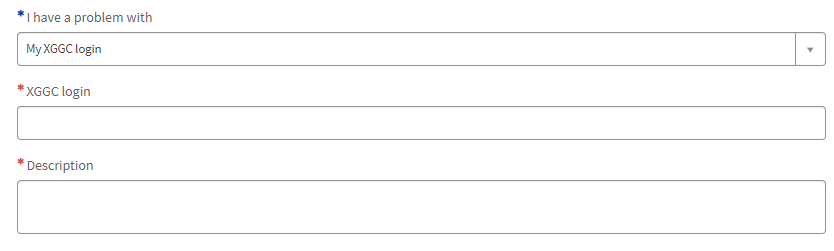 * I have a problem with
My XGGC login
* XGGC login
* Description